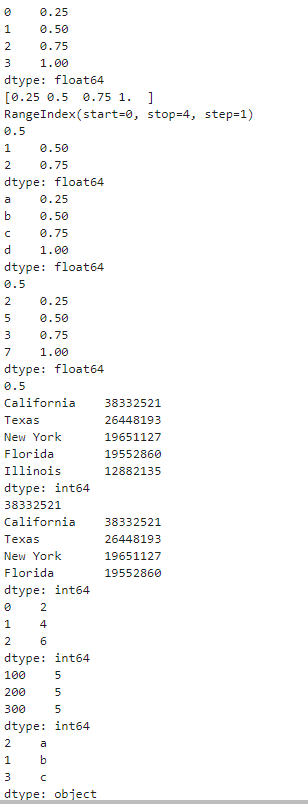 0    0.25
1    0.50
2    0.75
3    1.00
dtype: float64
[0.25 0.5  0.75 1.  ]
RangeIndex(start=0, stop=4, step=1)
0.5
1    0.50
2    0.75
dtype: float64
a    0.25
b    0.50
c    0.75
d    1.00
dtype: float64
0.5
2    0.25
5    0.50
3    0.75
7    1.00
dtype: float64
0.5
California    38332521
Texas         26448193
New York      19651127
Florida       19552860
Illinois      12882135
dtype: int64
38332521
California    38332521
Texas         26448193
New York      19651127
Florida       19552860
dtype: int64
0    2
1    4
2    6
dtype: int64
100    5
200    5
300    5
dtype: int64
2    a
1    b
3    c
dtype: object